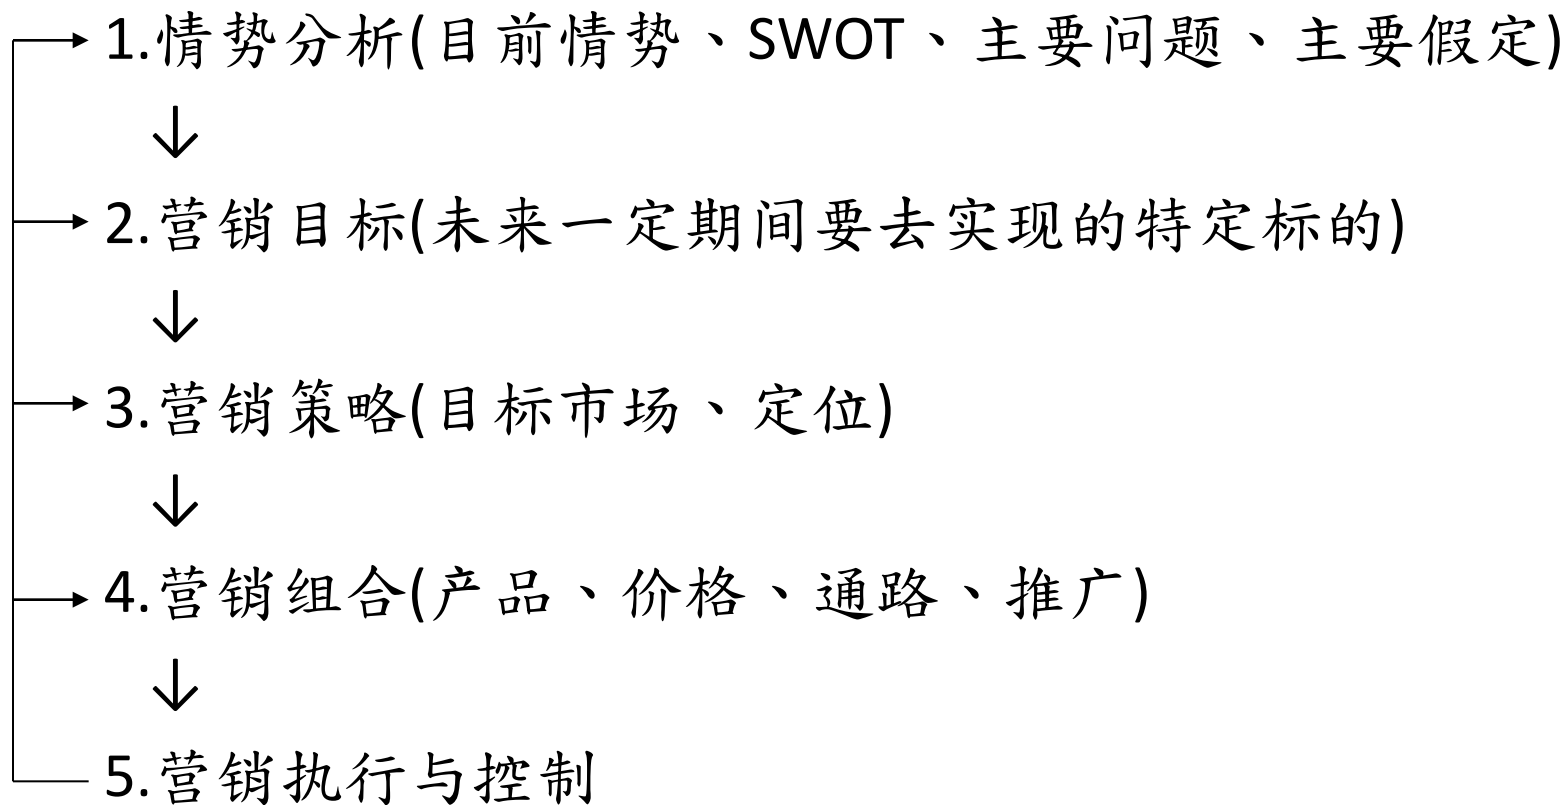 1.情势分析(目前情势、SWOT、主要问题、主要假定)
2.营销目标(未来一定期间要去实现的特定标的)
3.营销策略(目标市场、定位)
4.营销组合(产品、价格、通路、推广)
5.营销执行与控制